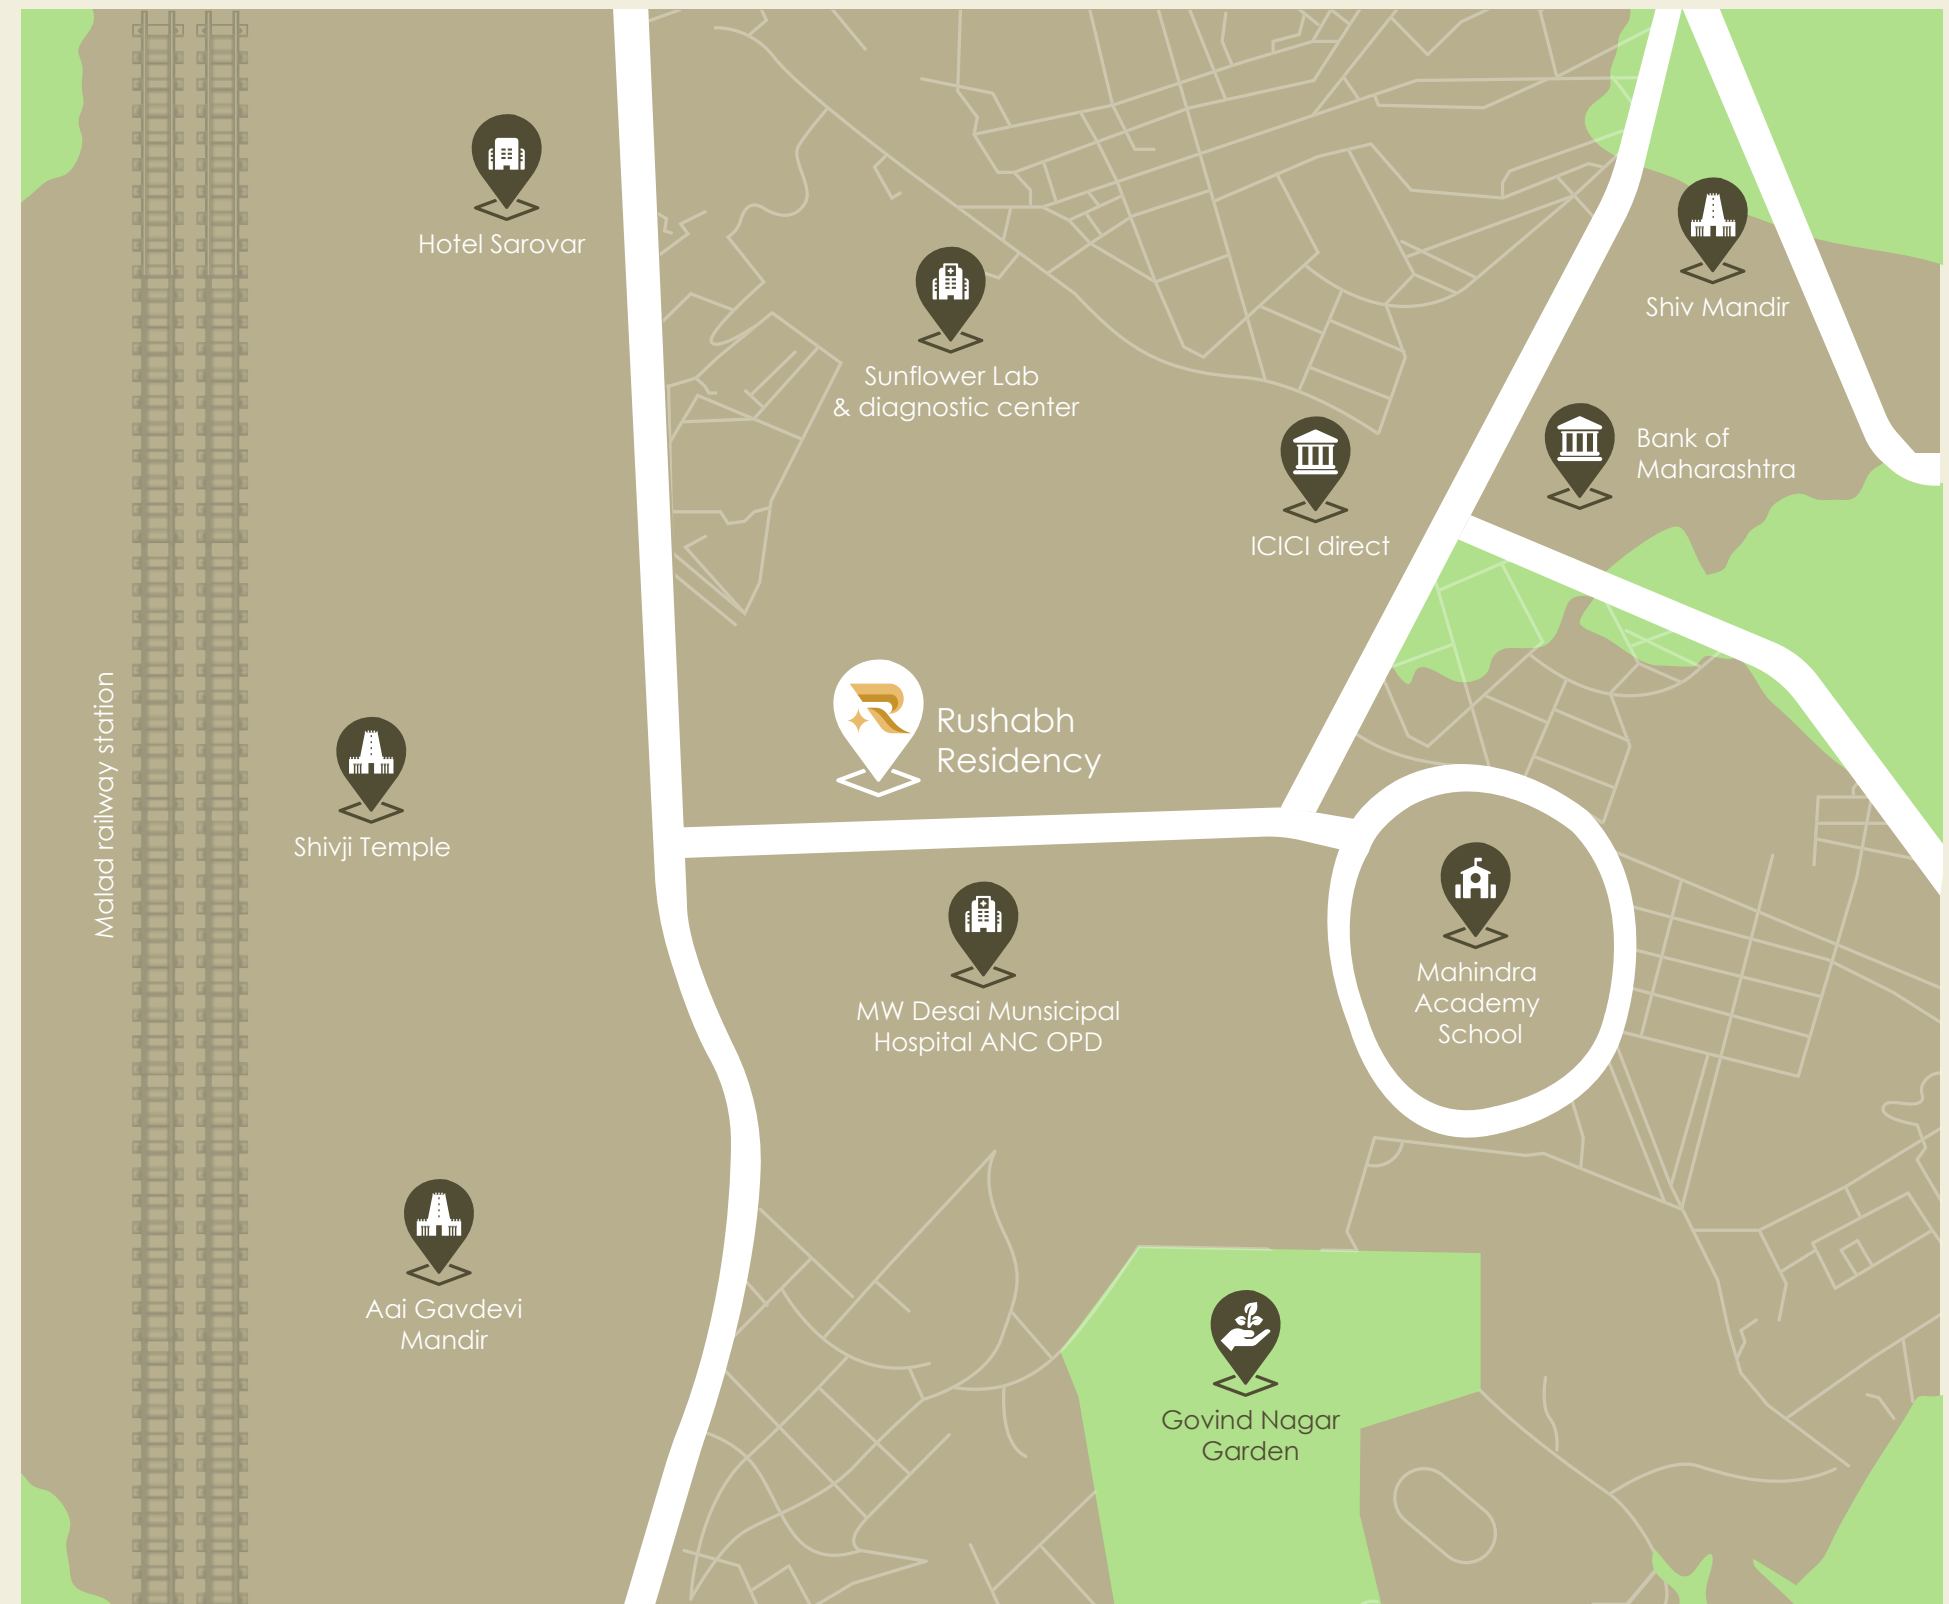 Hotel Sarovar
Shiv Mandir
Sunflower Lab
& diagnostic center
Bank of
Maharashtra
ICICI direct
Malad railway station
Rushabh
Residency
Shivji Temple
Mahindra
Academy
School
MW Desai Munsicipal
Hospital ANC OPD
Aai Gavdevi
Mandir
Govind Nagar
Garden